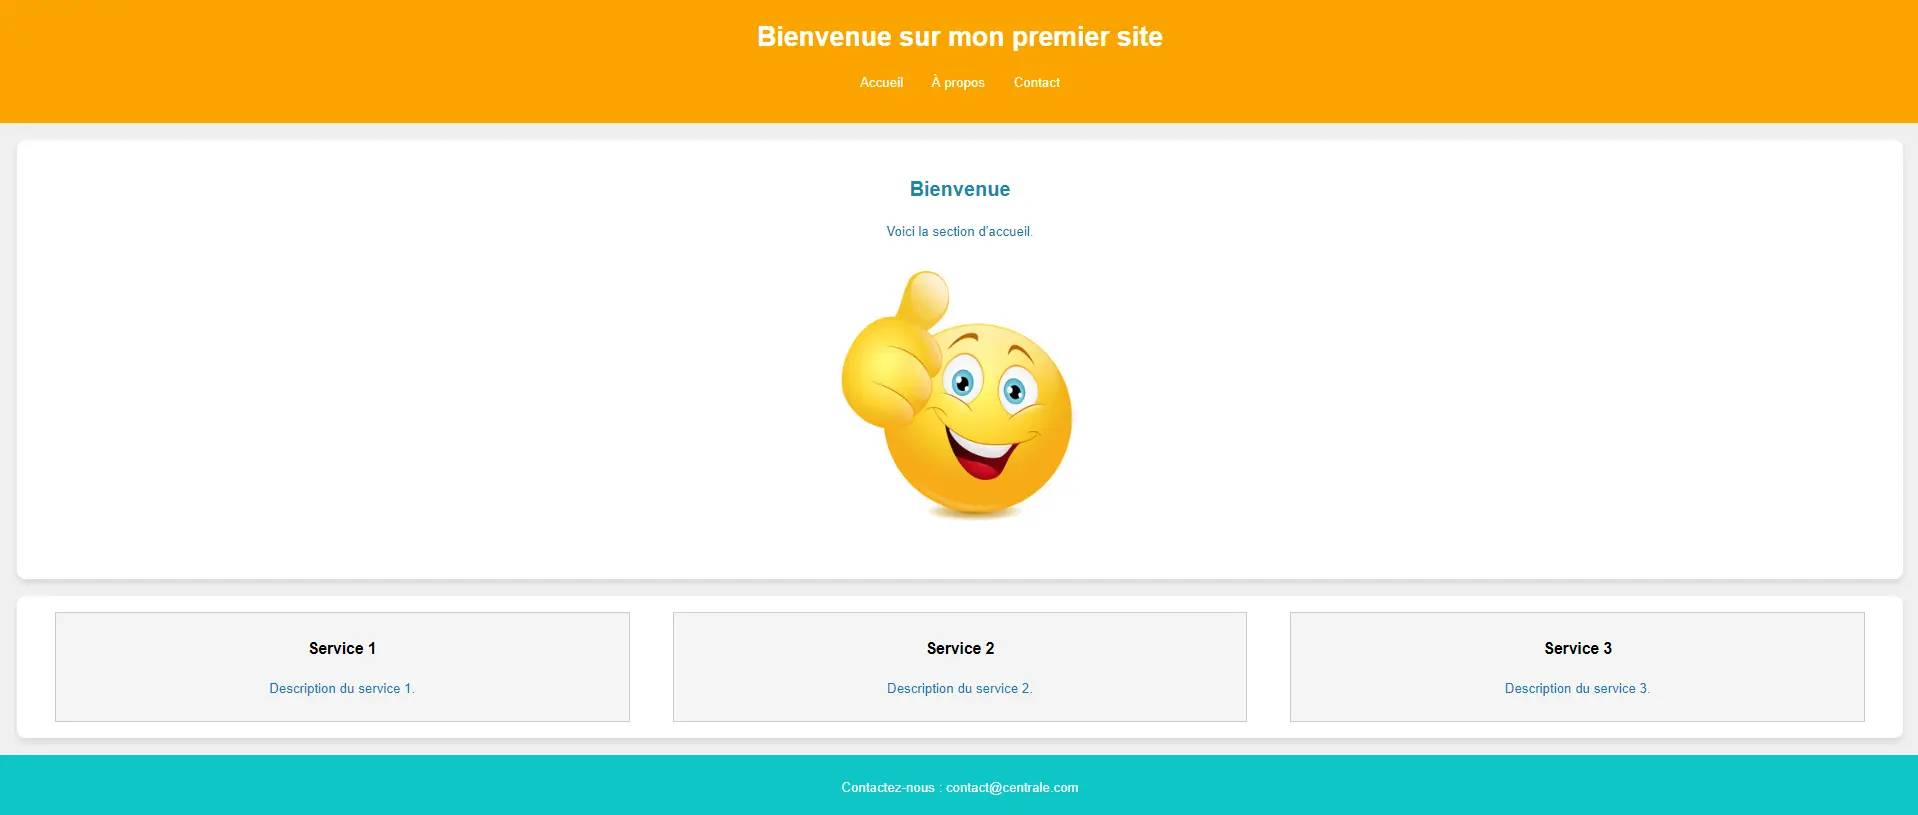 Bienvenue sur mon premier site
Accueil À propos Contact
Bienvenue
Voici la section d'accueil.
Service 1 Service 2 Service 3
Description du service 1. Description du service 2. Description du service 3.
Contactez-nous : contact@centrale.com